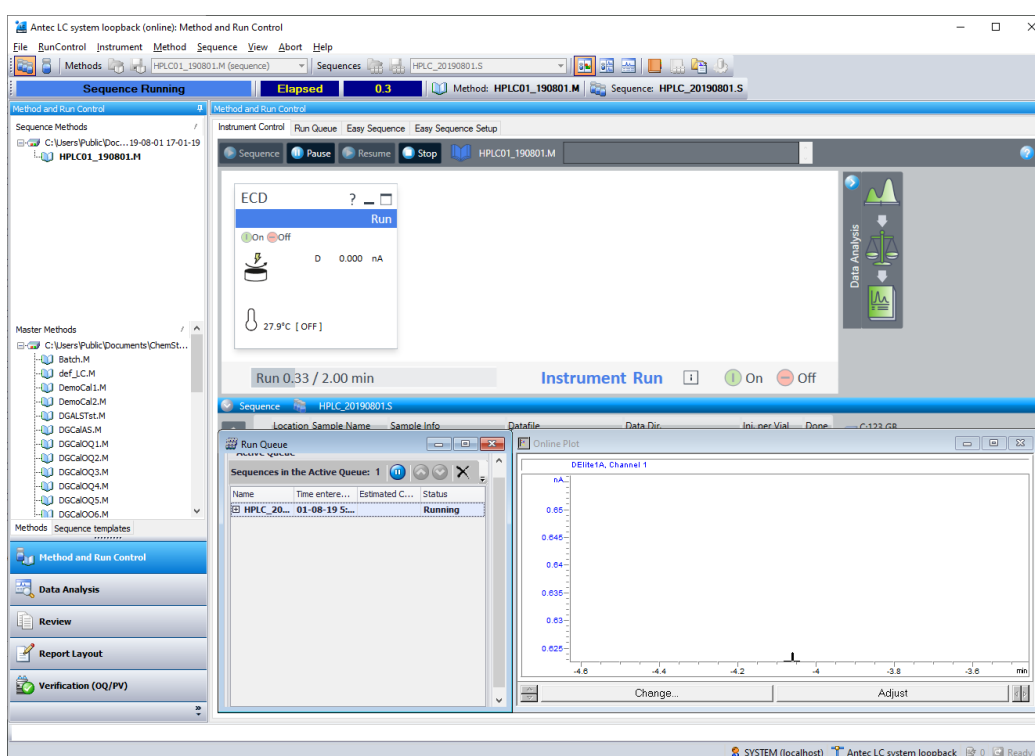 Antec LC system loopback (online): Method and Run Control
File RunControl Instrument Method Sequence View Abort Help
Methods HPLC01_190801.M (sequence) Sequences HPLC_20190801.S
Sequence Running Elapsed 0.3 Method: HPLC01_190801.M Sequence: HPLC_20190801.S
Method and Run Control
Sequence Methods /
C:\Users\Public\Doc...19-08-01 17-01-19
HPLC01_190801.M
Master Methods /
C:\Users\Public\Documents\ChemSt...
Batch.M
def_LC.M
DemoCal1.M
DemoCal2.M
DGALSTst.M
DGCalAS.M
DGCalOQ1.M
DGCalOQ2.M
DGCalOQ3.M
DGCalOQ4.M
DGCalOQ5.M
DGCalOQ6.M
Methods Sequence templates
Method and Run Control
Data Analysis
Review
Report Layout
Verification (OQ/PV)
Method and Run Control
Instrument Control Run Queue Easy Sequence Easy Sequence Setup
Sequence Pause Resume Stop HPLC01_190801.M
ECD ?
Run
On Off
D 0.000 nA
27.9°C [ OFF ]
Data Analysis
Run 0.33 / 2.00 min Instrument Run i On Off
Sequence HPLC_20190801.S
Location Sample Name Sample Info Datafile Data Dir. Inj. per Vial Done C:123 GB
Run Queue
Active Queue
Sequences in the Active Queue: 1
Name Time entere... Estimated C... Status
HPLC_20... 01-08-19 5:... Running
Online Plot
DElite1A, Channel 1
nA
0.65
0.645
0.64
0.635
0.63
0.625
-4.6 -4.4 -4.2 -4 -3.8 -3.6 min
Change... Adjust
SYSTEM (localhost) Antec LC system loopback 0 Ready